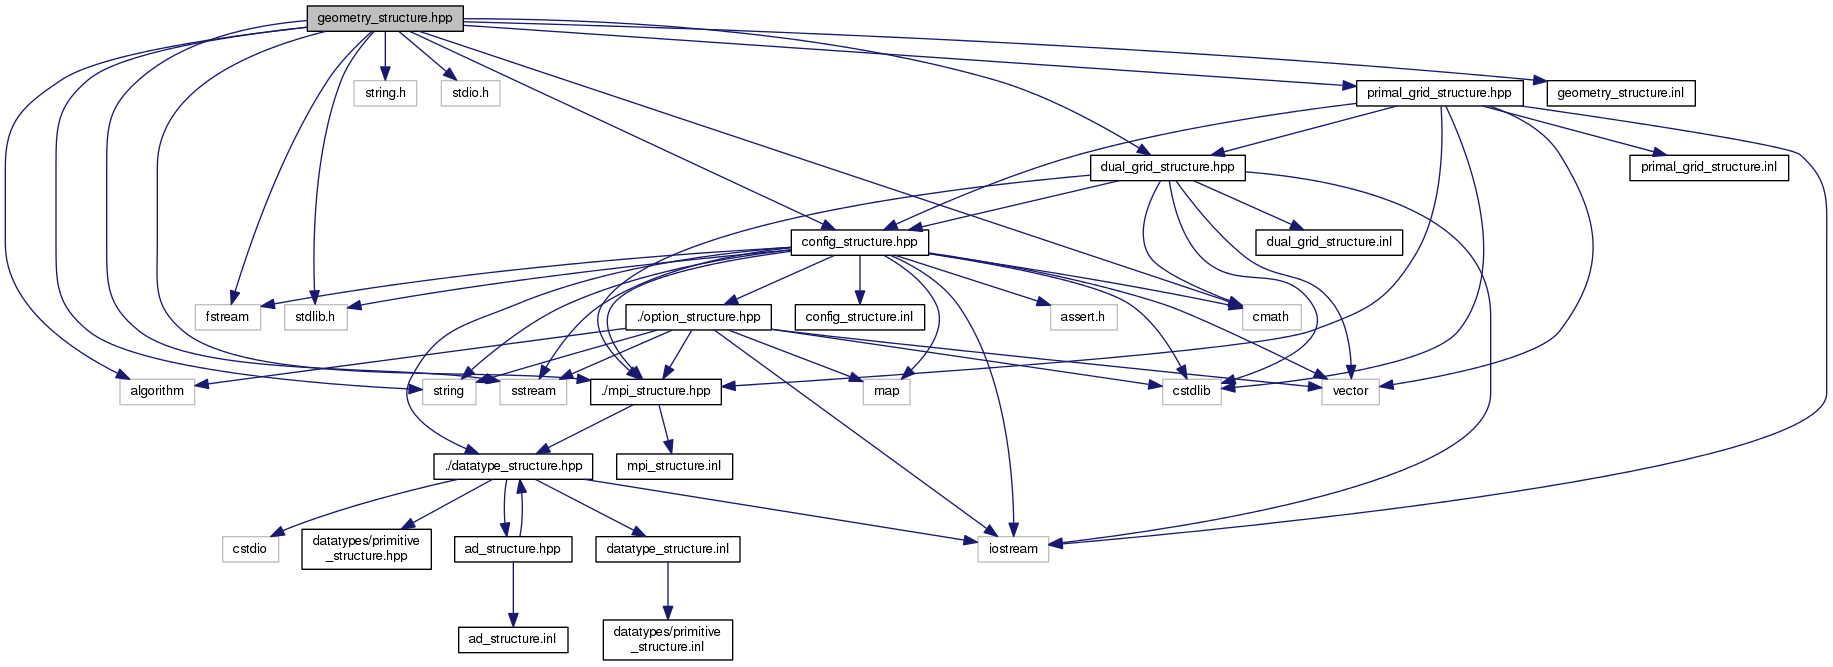 geometry_structure.hpp
string.h
stdio.h
primal_grid_structure.hpp
geometry_structure.inl
dual_grid_structure.hpp
primal_grid_structure.inl
config_structure.hpp
dual_grid_structure.inl
fstream
stdlib.h
./option_structure.hpp
config_structure.inl
assert.h
cmath
algorithm
string
sstream
./mpi_structure.hpp
map
cstdlib
vector
./datatype_structure.hpp
mpi_structure.inl
cstdio
datatypes/primitive
_structure.hpp
ad_structure.hpp
datatype_structure.inl
iostream
ad_structure.inl
datatypes/primitive
_structure.inl